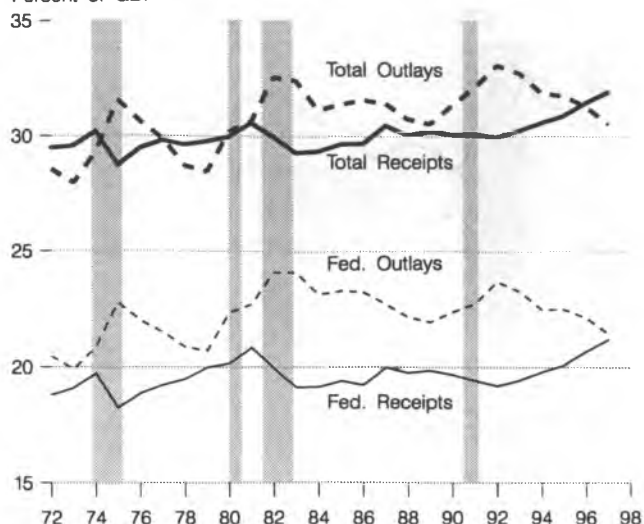 35
Total Outlays
30
Total Receipts
25
Fed. Outlays
20
Fed. Receipts
15
72 74 76 78 80 82 84 86 88 90 92 94 96 98